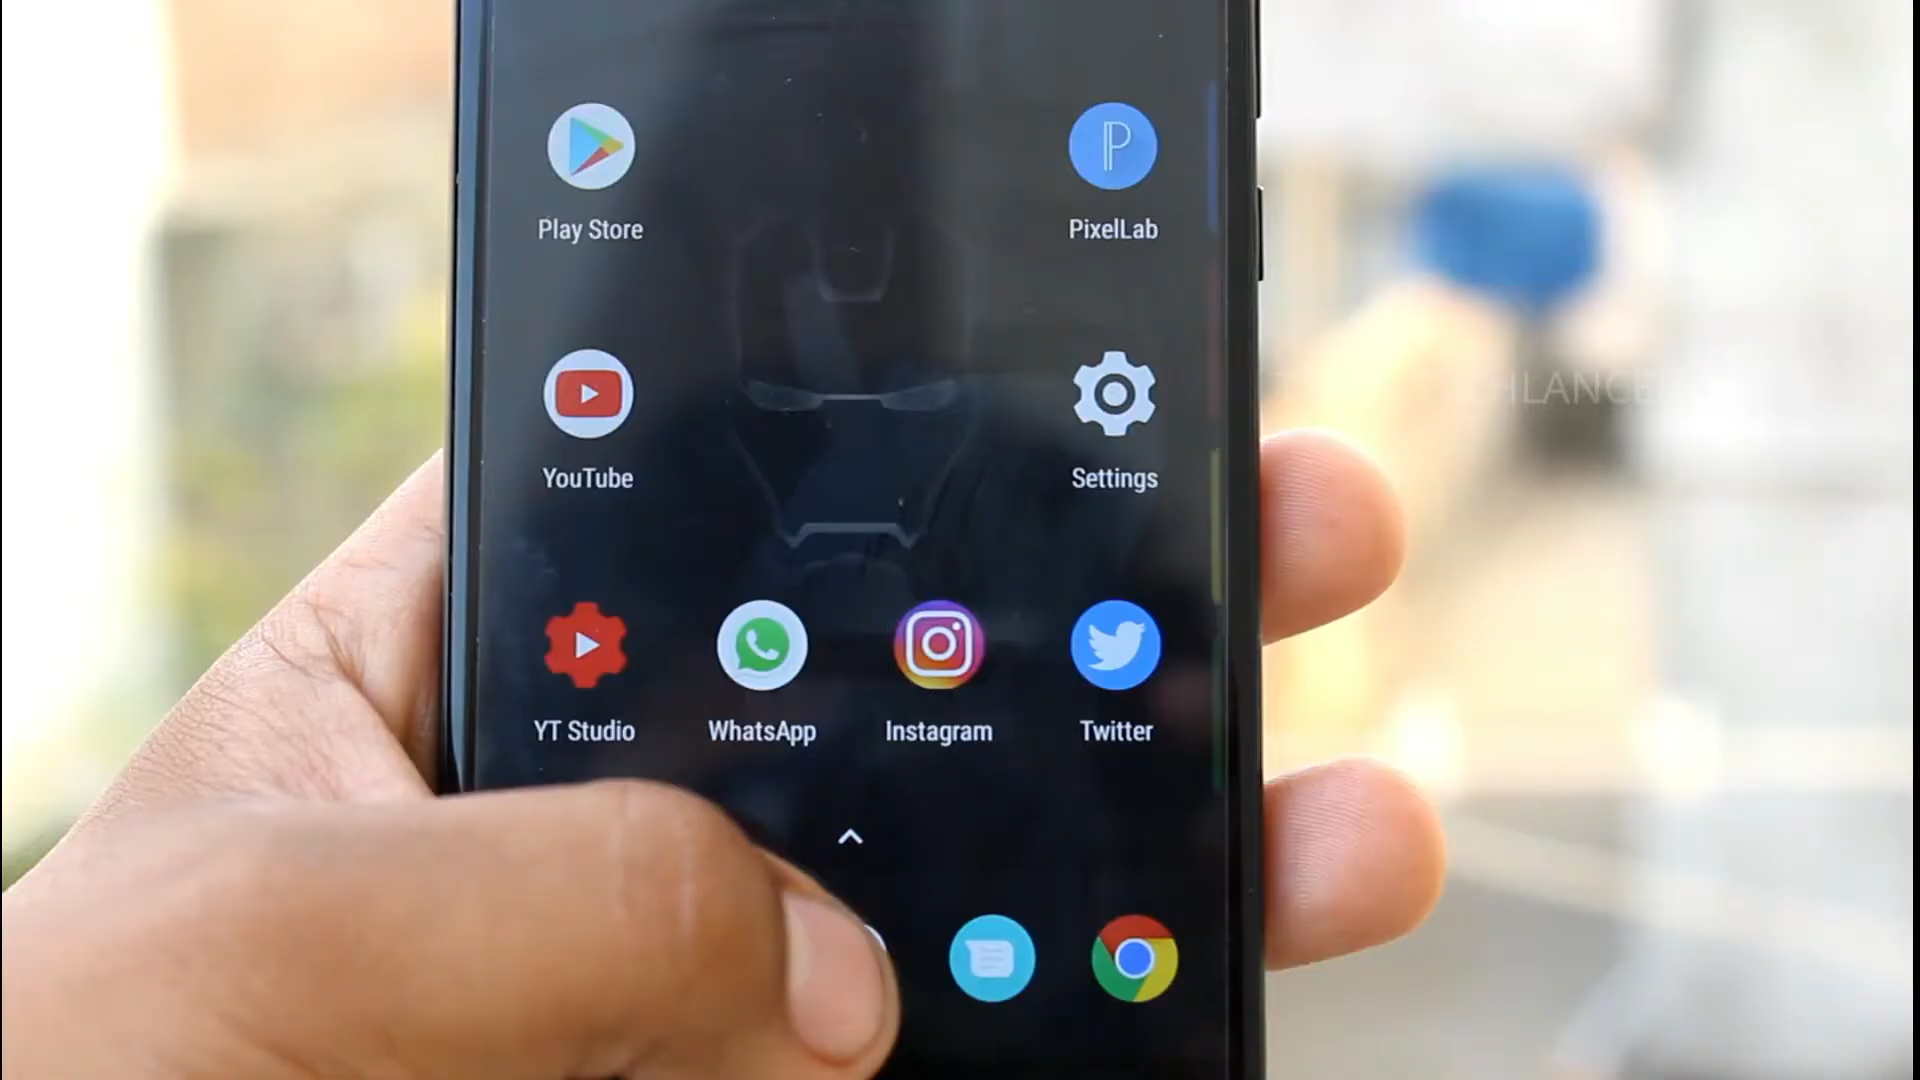 Play Store
PixelLab
YouTube
Settings
YT Studio
WhatsApp
Instagram
Twitter